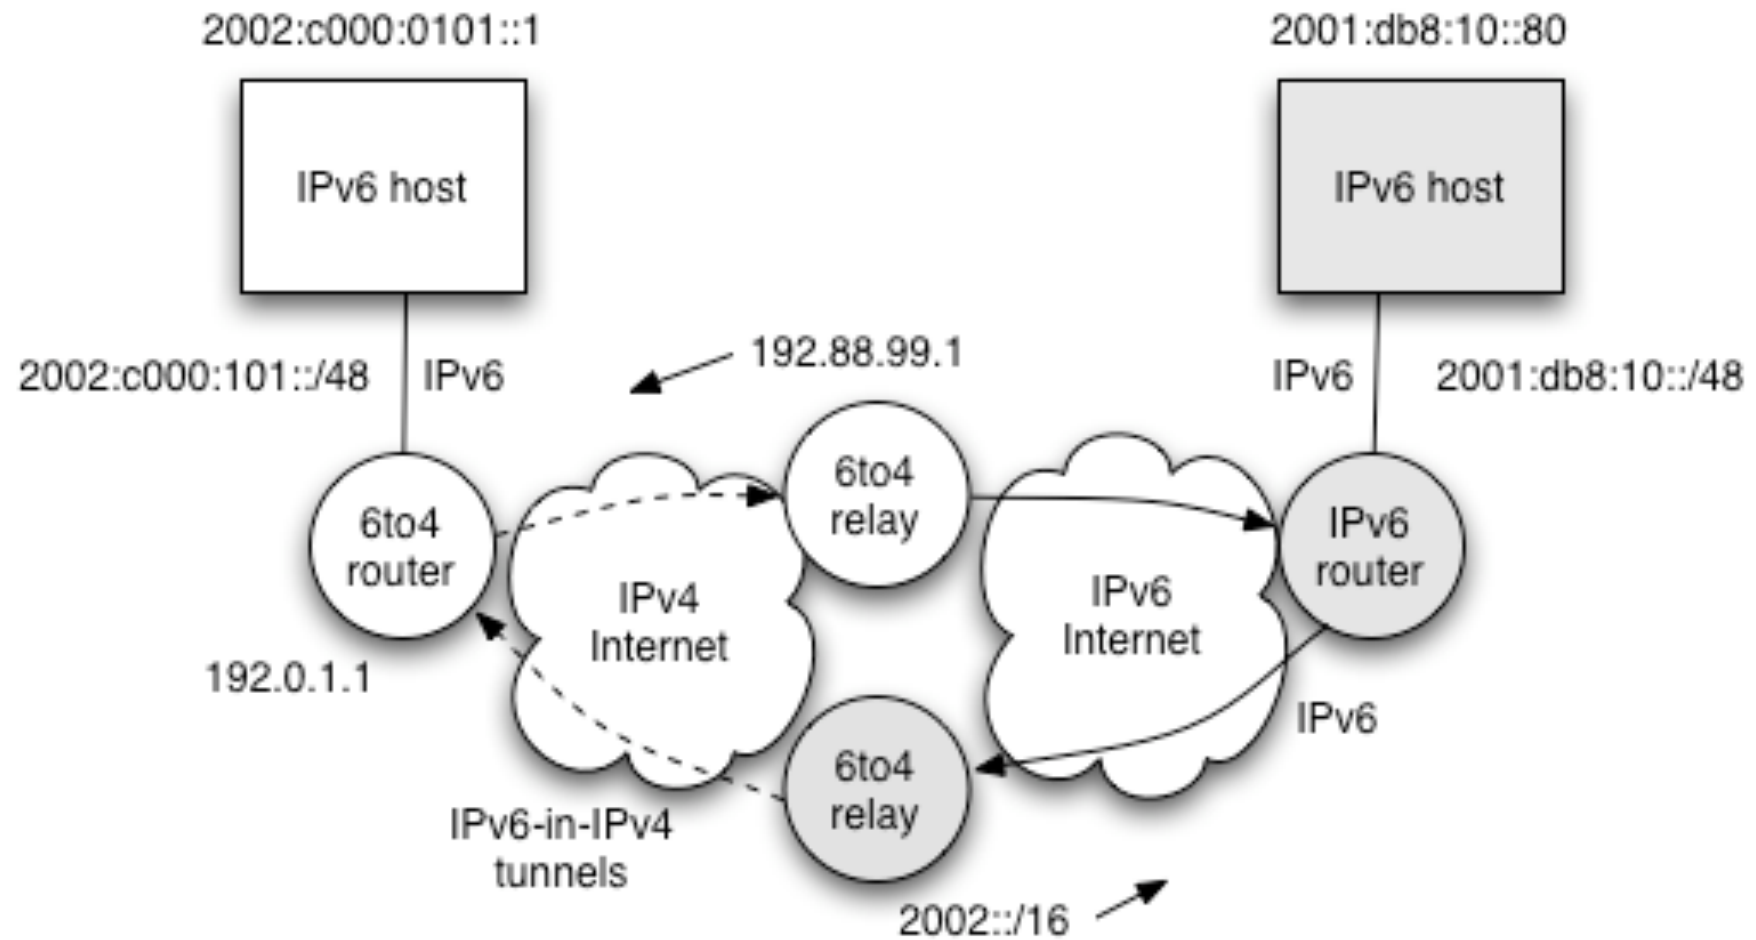 2002:c000:0101::1
2001:db8:10::80
IPv6 host
IPv6 host
2002:c000:101::/48
IPv6
192.88.99.1
IPv6
2001:db8:10::/48
6to4
router
6to4
relay
IPv6
router
IPv4
Internet
IPv6
Internet
192.0.1.1
IPv6
6to4
relay
IPv6-in-IPv4
tunnels
2002::/16